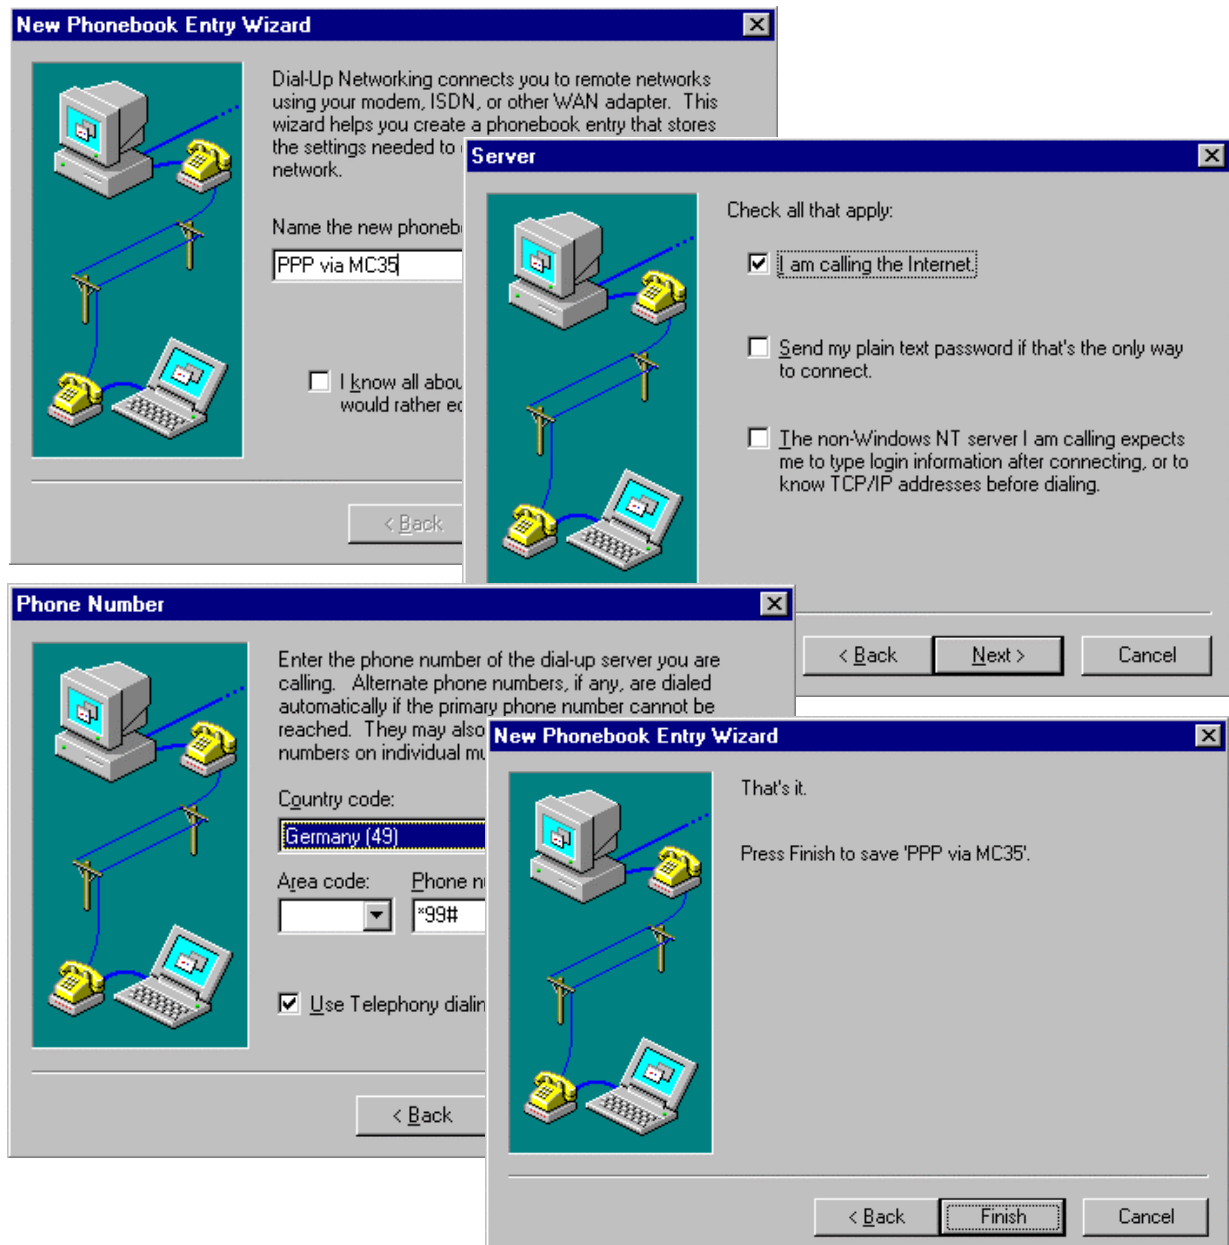 New Phonebook Entry Wizard
Dial-Up Networking connects you to remote networks
using your modem, ISDN, or other WAN adapter. This
wizard helps you create a phonebook entry that stores
the settings needed to
network.
Name the new phoneb
PPP via MC35
I know all abou
would rather ed
< Back
Server
Check all that apply:
I am calling the Internet.
Send my plain text password if that's the only way
to connect.
The non-Windows NT server I am calling expects
me to type login information after connecting, or to
know TCP/IP addresses before dialing.
< Back
Next >
Cancel
Phone Number
Enter the phone number of the dial-up server you are
calling. Alternate phone numbers, if any, are dialed
automatically if the primary phone number cannot be
reached. They may also
numbers on individual mu
Country code:
Germany (49)
Area code: Phone n
*99#
Use Telephony dialin
< Back
New Phonebook Entry Wizard
That's it.
Press Finish to save 'PPP via MC35'.
< Back
Finish
Cancel